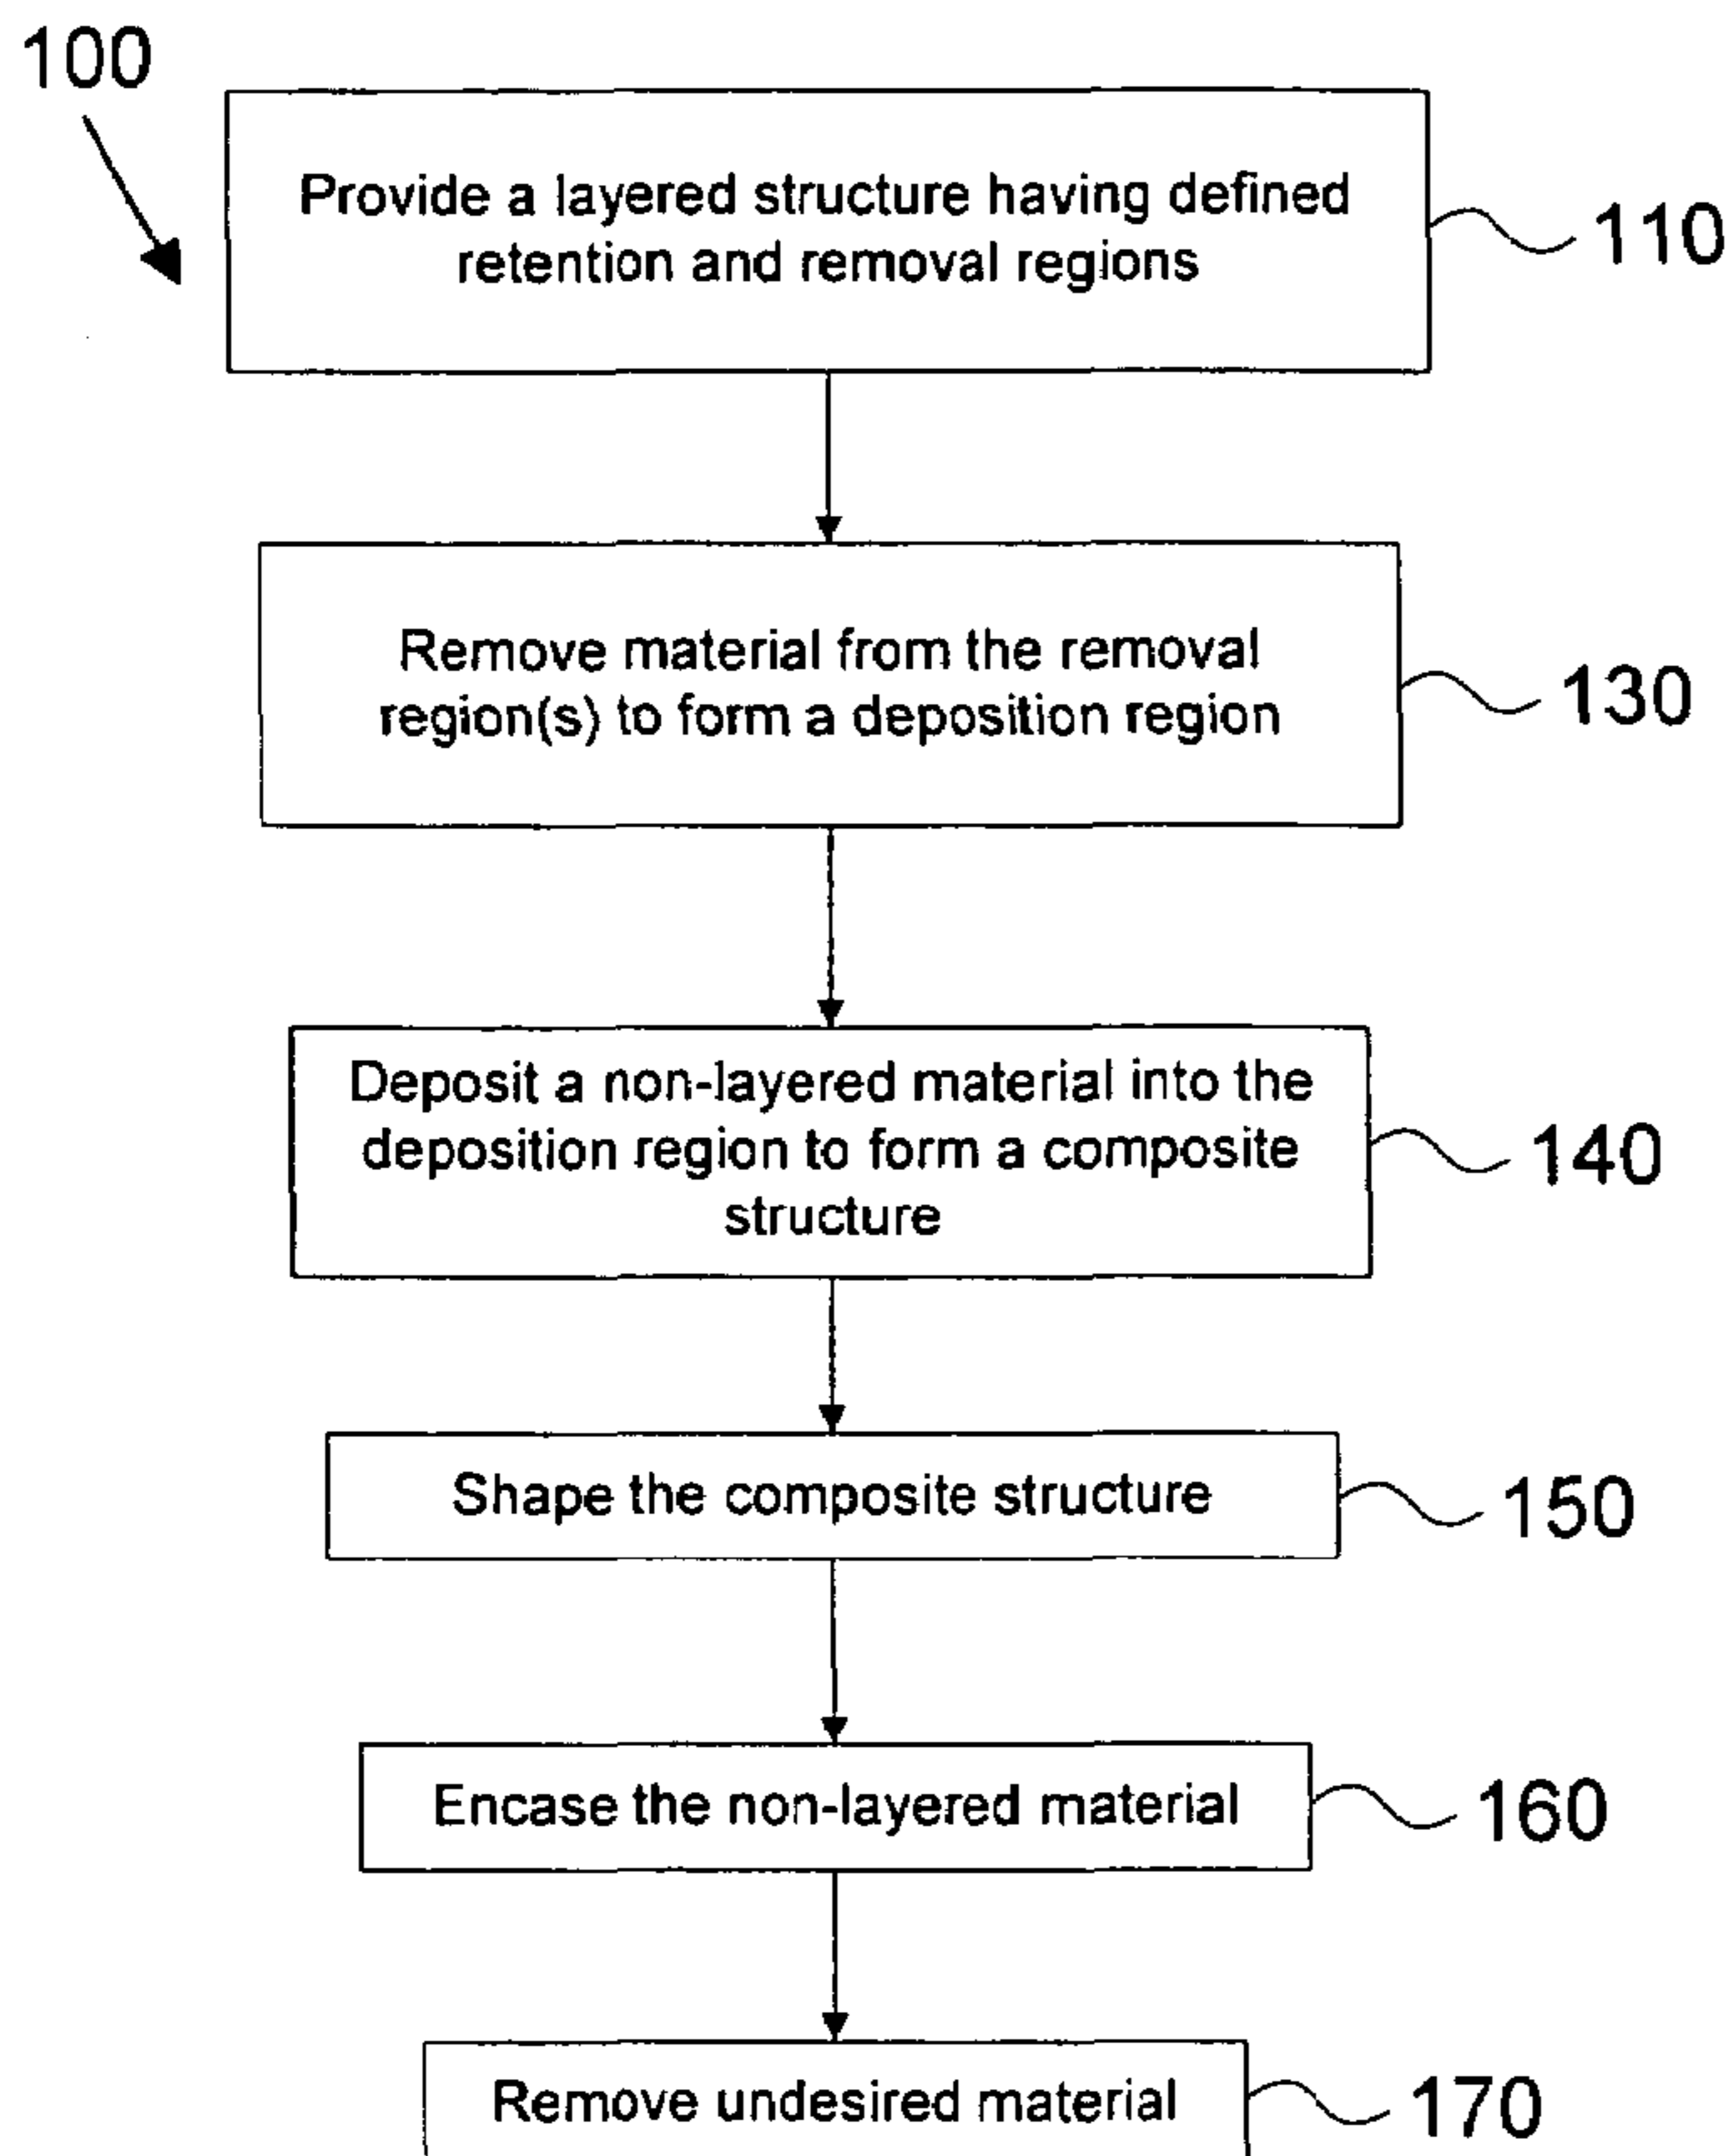 100
Provide a layered structure having defined
retention and removal regions
110
Remove material from the removal
region(s) to form a deposition region
130
Deposit a non-layered material into the
deposition region to form a composite
structure
140
Shape the composite structure
150
Encase the non-layered material
160
Remove undesired material
170